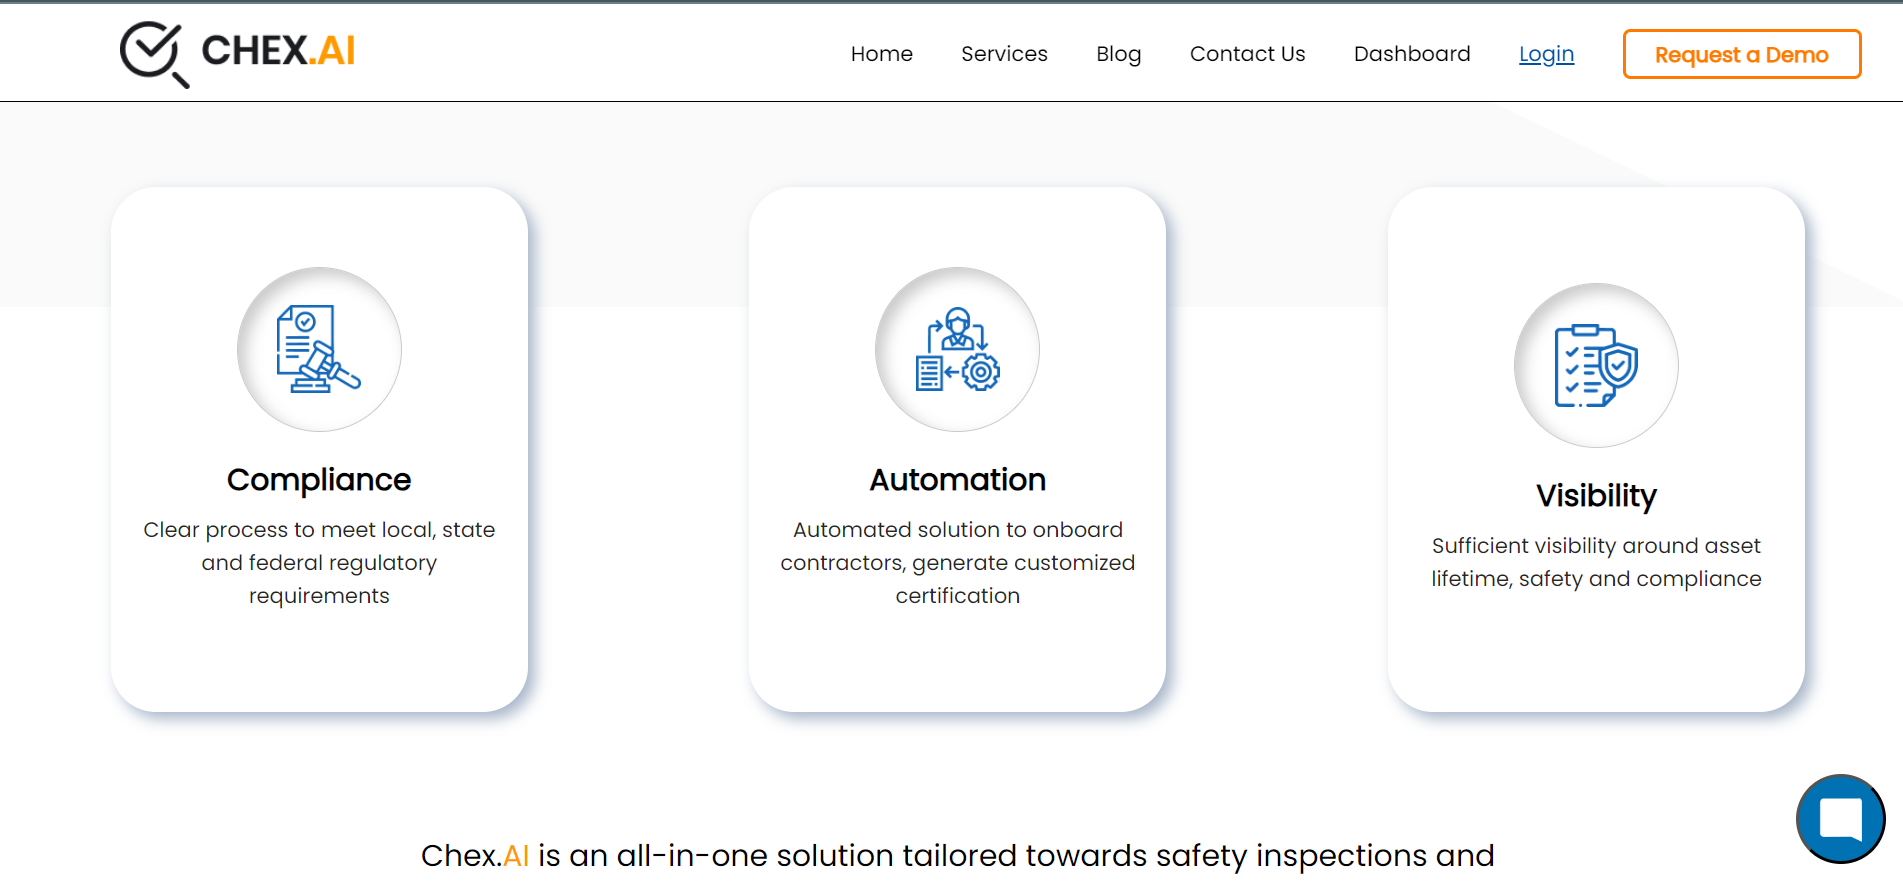 CHEX.AI
Home Services Blog Contact Us Dashboard Login Request a Demo
Compliance
Clear process to meet local, state
and federal regulatory
requirements
Automation
Automated solution to onboard
contractors, generate customized
certification
Visibility
Sufficient visibility around asset
lifetime, safety and compliance
Chex.AI is an all-in-one solution tailored towards safety inspections and